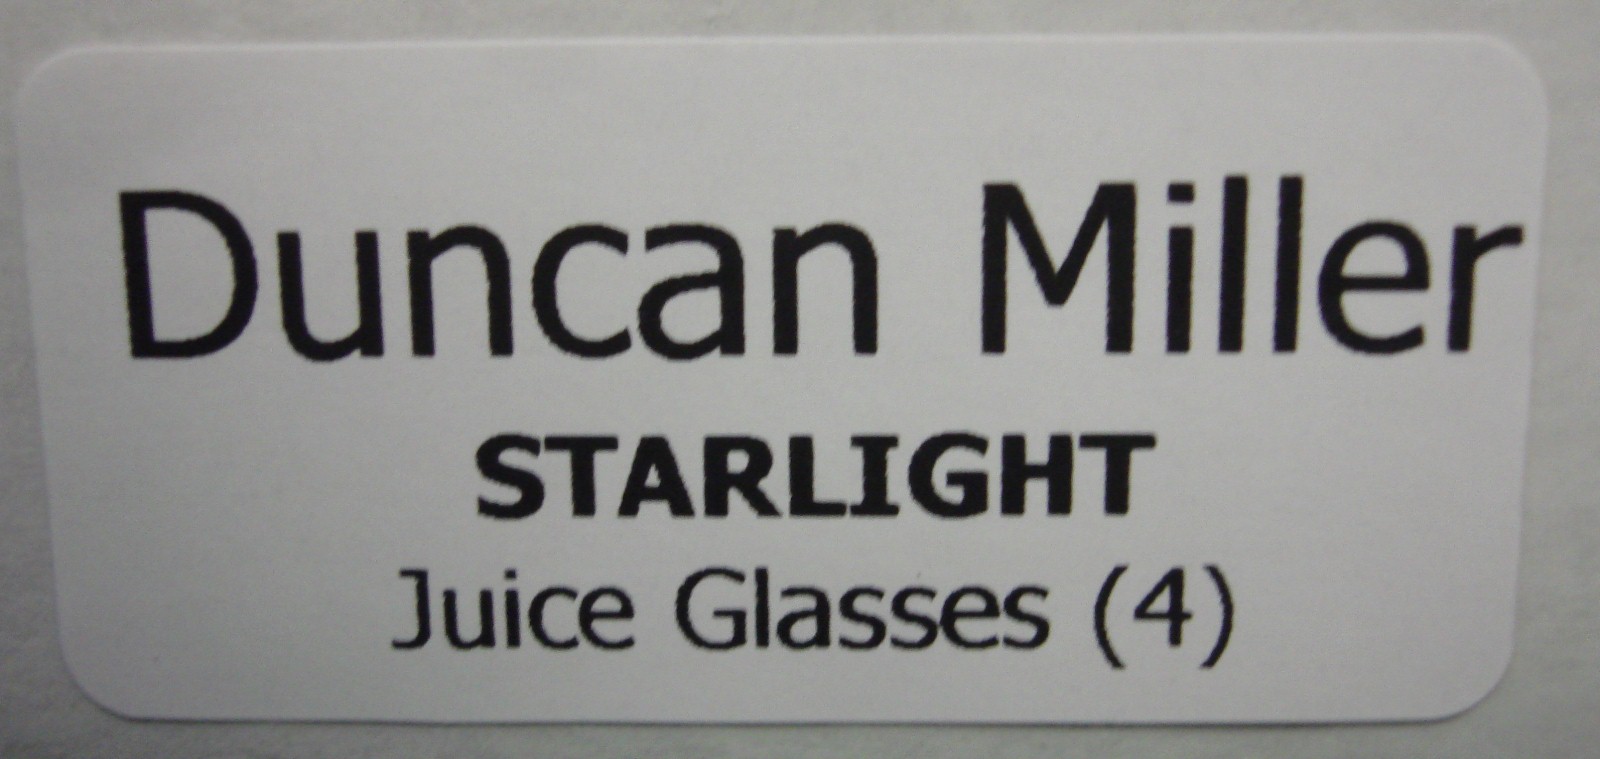 Duncan Miller
STARLIGHT
Juice Glasses (4)